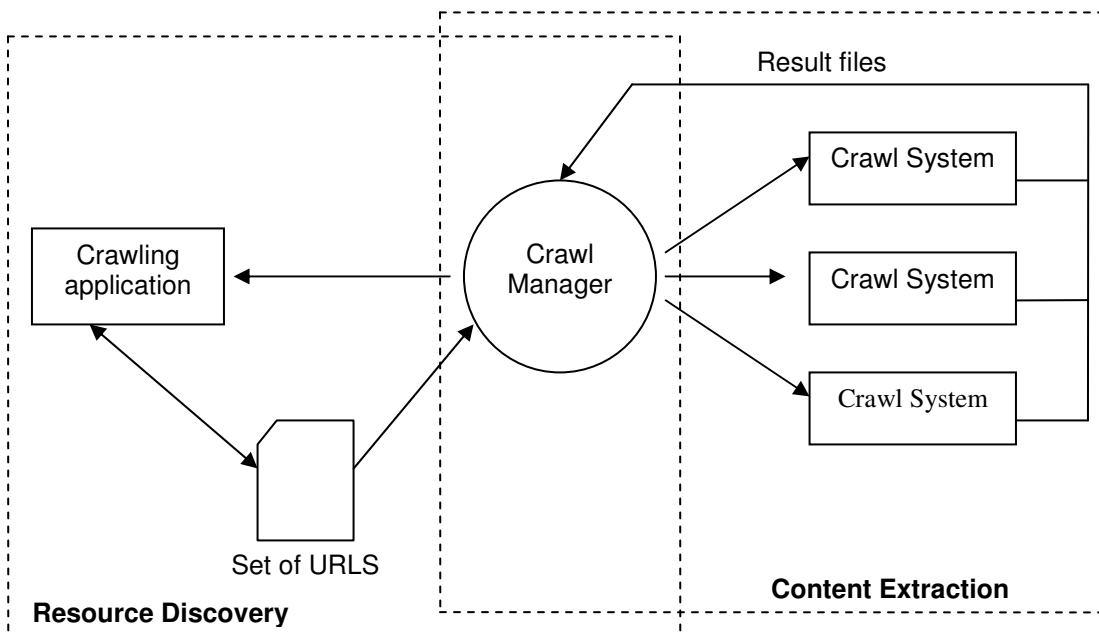 Result files
Crawl System
Crawling
application
Crawl
Manager
Crawl System
Crawl System
Set of URLS
Content Extraction
Resource Discovery